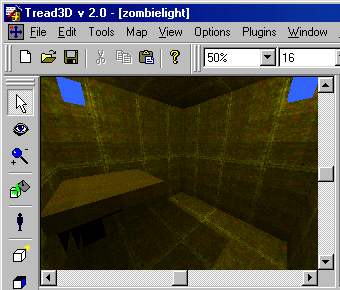 Tread3D v 2.0 - [zombielight]
File Edit Tools Map View Options Plugins Window
50% 16